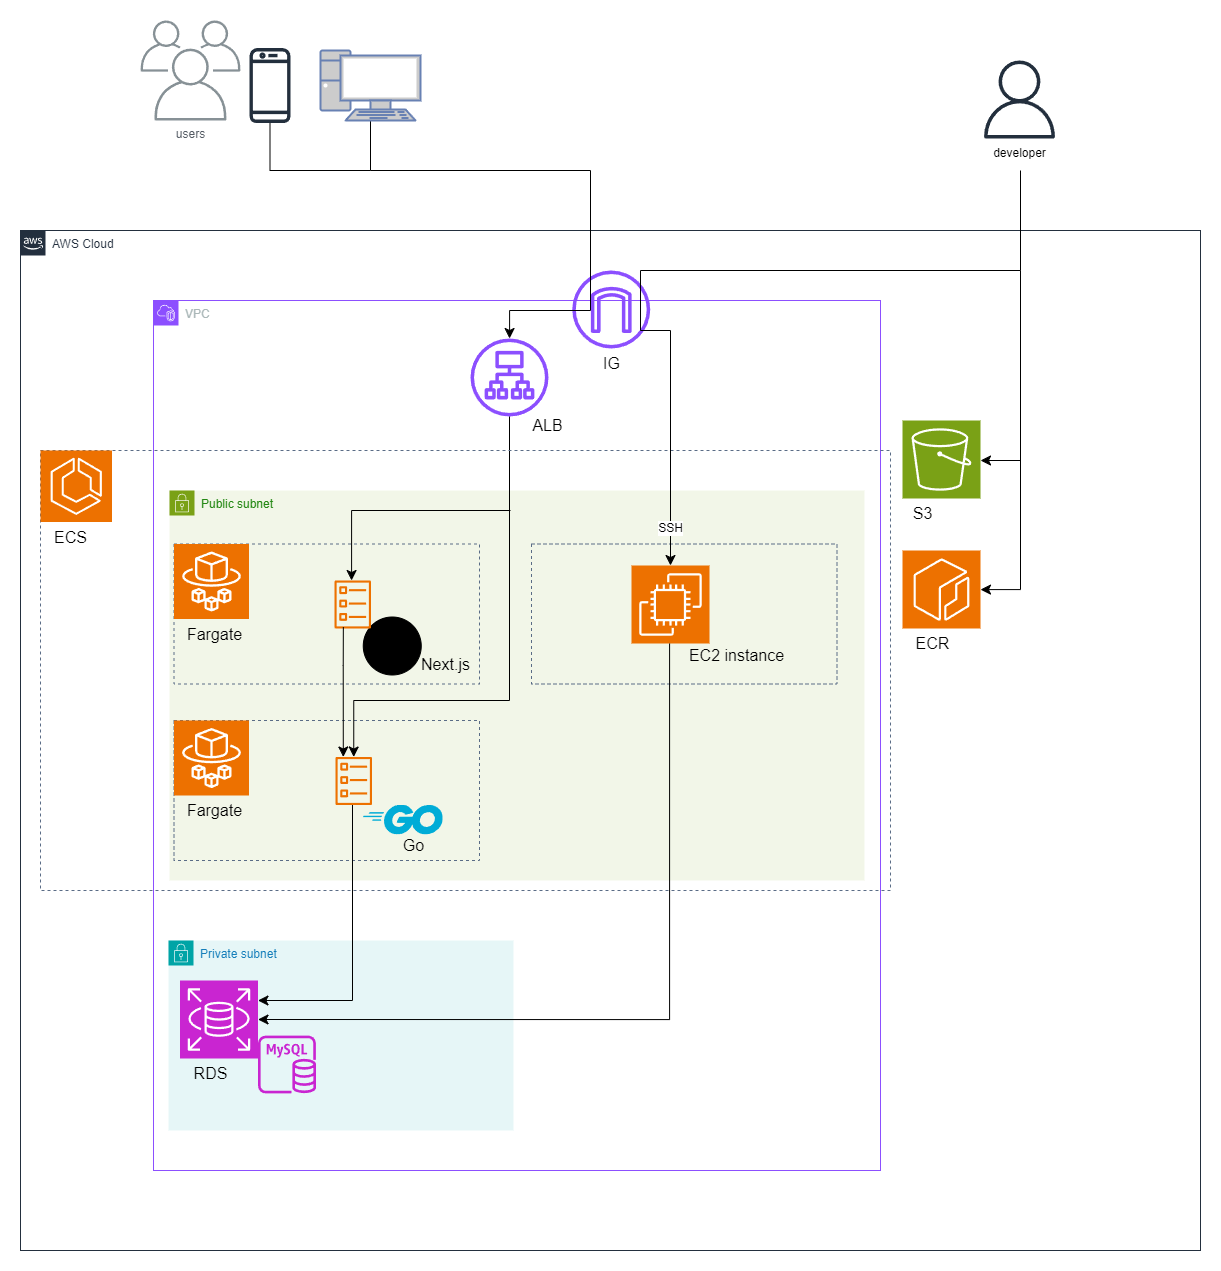 users
developer
aws
AWS Cloud
VPC
IG
ALB
ECS
Public subnet
S3
SSH
Fargate
Next.js
EC2 instance
ECR
Fargate
GO
Go
Private subnet
MySQL
RDS